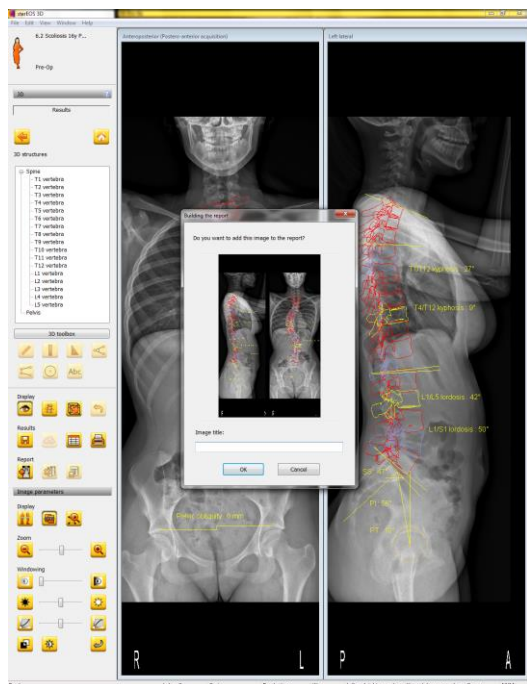 sterEOS 3D
File Edit View Window Help
6.2 Scoliosis 16y P...
Pre-Op
3D
Results
3D structures
Spine
T1 vertebra
T2 vertebra
T3 vertebra
T4 vertebra
T5 vertebra
T6 vertebra
T7 vertebra
T8 vertebra
T9 vertebra
T10 vertebra
T11 vertebra
T12 vertebra
L1 vertebra
L2 vertebra
L3 vertebra
L4 vertebra
L5 vertebra
Pelvis
3D toolbox
Abc
Display
Results
Report
Image parameters
Display
Zoom
Windowing
Anteroposterior (Postero-anterior acquisition)
Pelvic obliquity : 6mm
R
L
Building the report
Do you want to add this image to the report?
Image title:
OK
Cancel
Left lateral
T1/T12 kyphosis : 27°
T4/T12 kyphosis : 9°
L1/L5 lordosis : 42°
L1/S1 lordosis : 50°
P
A